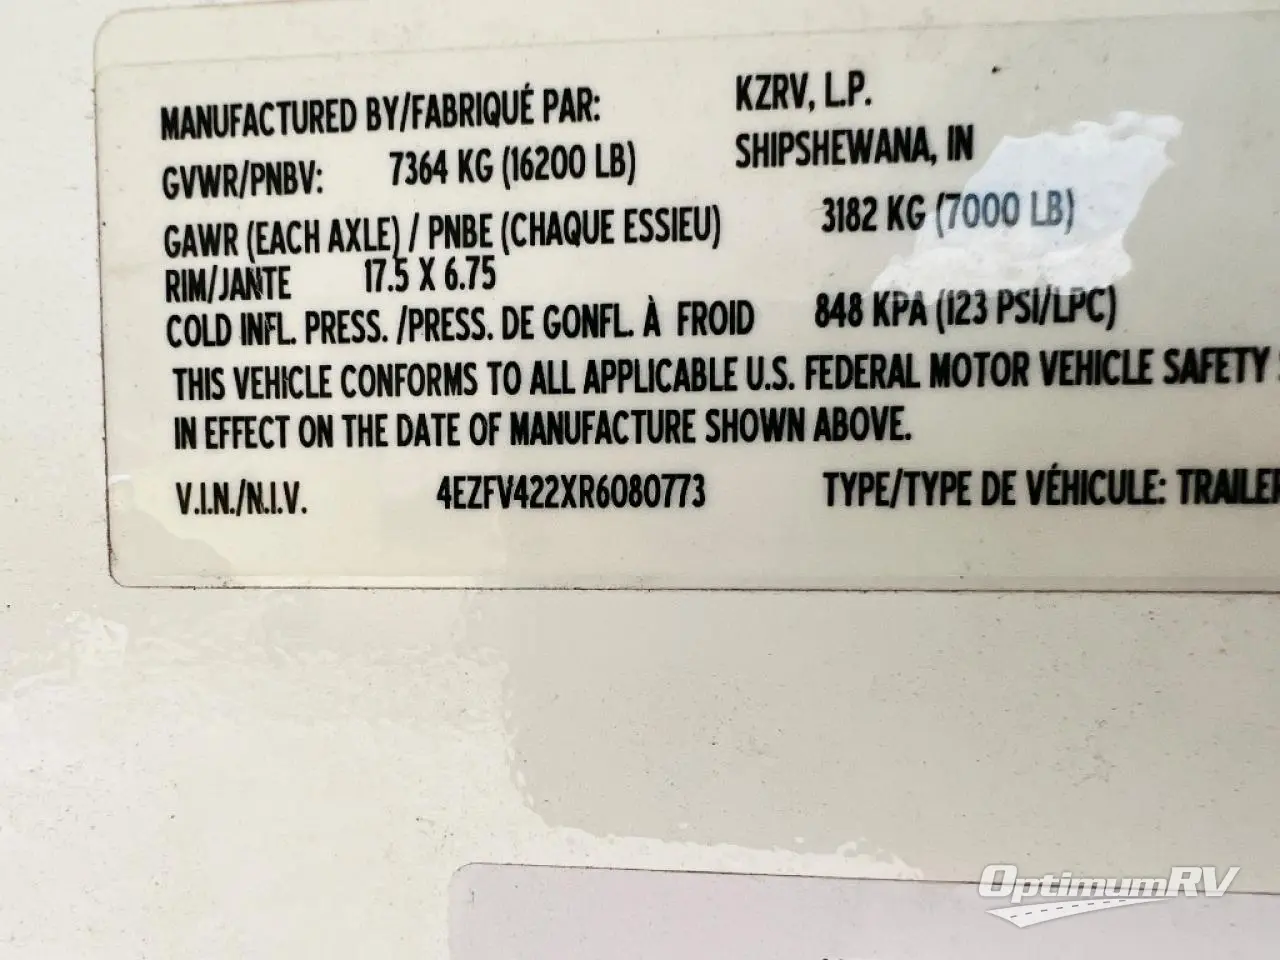 MANUFACTURED BY/FABRIQUÉ PAR: KZRV, L.P.
SHIPSHEWANA, IN
GVWR/PNBV: 7364 KG (16200 LB)
GAWR (EACH AXLE) / PNBE (CHAQUE ESSIEU) 3182 KG (7000 LB)
RIM/JANTE 17.5 X 6.75
COLD INFL. PRESS. /PRESS. DE GONFL. À FROID 848 KPA (123 PSI/LPC)
THIS VEHICLE CONFORMS TO ALL APPLICABLE U.S. FEDERAL MOTOR VEHICLE SAFETY
IN EFFECT ON THE DATE OF MANUFACTURE SHOWN ABOVE.
V.I.N./N.I.V. 4EZFV422XR6080773 TYPE/TYPE DE VÉHICULE: TRAILER
OptimumRV